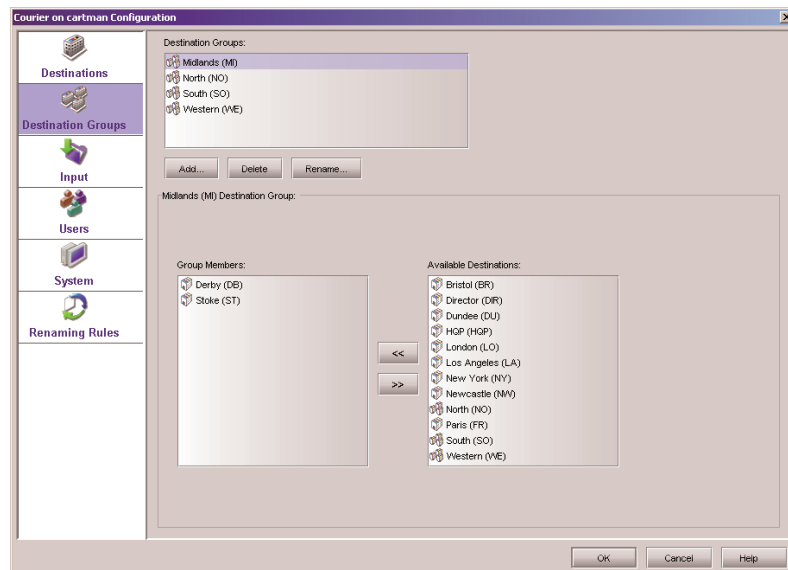 Courier on cartman Configuration
Destinations
Destination Groups
Input
Users
System
Renaming Rules
Destination Groups:
Midlands (MI)
North (NO)
South (SO)
Western (WE)
Add...
Delete
Rename...
Midlands (MI) Destination Group:
Group Members:
Derby (DB)
Stoke (ST)
<<
>>
Available Destinations:
Bristol (BR)
Director (DIR)
Dundee (DU)
HQP (HQP)
London (LO)
Los Angeles (LA)
New York (NY)
Newcastle (NW)
North (NO)
Paris (FR)
South (SO)
Western (WE)
OK
Cancel
Help